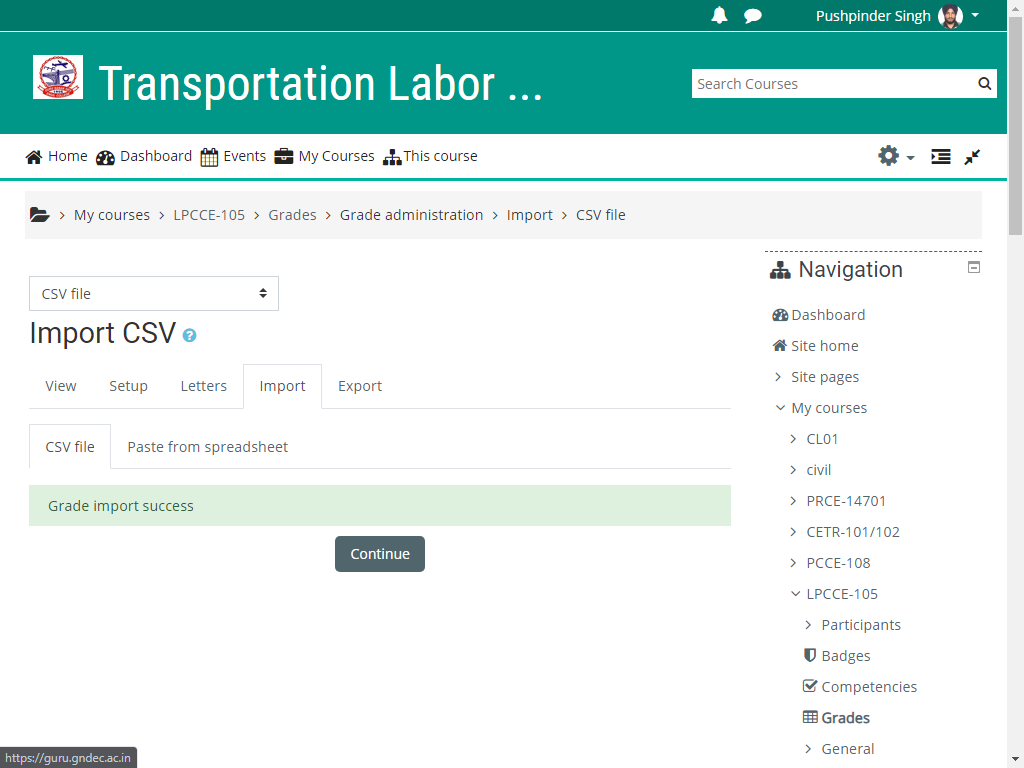 Pushpinder Singh
Transportation Labor ...
Search Courses
Home Dashboard Events My Courses This course
My courses LPCCE-105 Grades Grade administration Import CSV file
CSV file
Import CSV
View Setup Letters Import Export
CSV file Paste from spreadsheet
Grade import success
Continue
Navigation
Dashboard
Site home
Site pages
My courses
CL01
civil
PRCE-14701
CETR-101/102
PCCE-108
LPCCE-105
Participants
Badges
Competencies
Grades
General
https://guru.gndec.ac.in